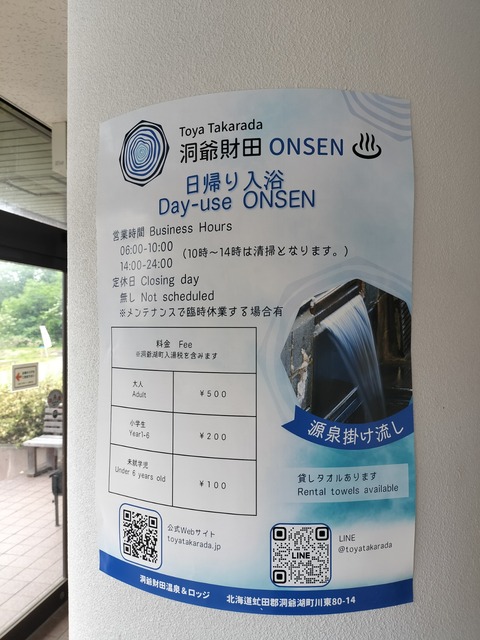 Toya Takarada
洞爺財田 ONSEN
日帰り入浴
Day-use ONSEN
営業時間 Business Hours
06:00-10:00
14:00-24:00
(10時～14時は清掃となります。)
定休日 Closing day
無し Not scheduled
※メンテナンスで臨時休業する場合有
料金 Fee
※洞爺湖町入湯税を含みます
大人
Adult
¥500
小学生
Year1-6
¥200
未就学児
Under 6 years old
¥100
源泉掛け流し
貸しタオルあります
Rental towels available
公式Webサイト
toyatakarada.jp
LINE
LINE
@toyatakarada
洞爺財田温泉&ロッジ
北海道虻田郡洞爺湖町川東80-14